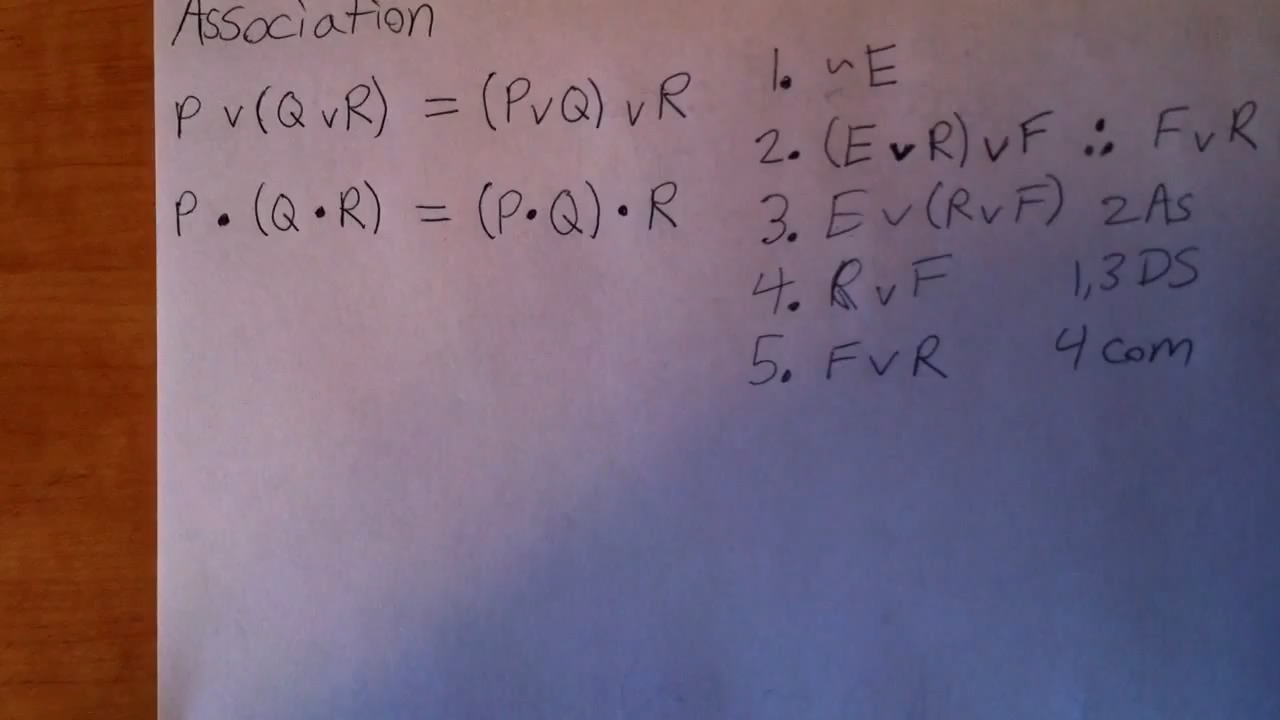 Association
P v (Q v R) = (P v Q) v R
P • (Q • R) = (P • Q) • R
1. ~E
2. (E v R) v F ∴ F v R
3. E v (R v F) 2 As
4. R v F 1,3 DS
5. F v R 4 com